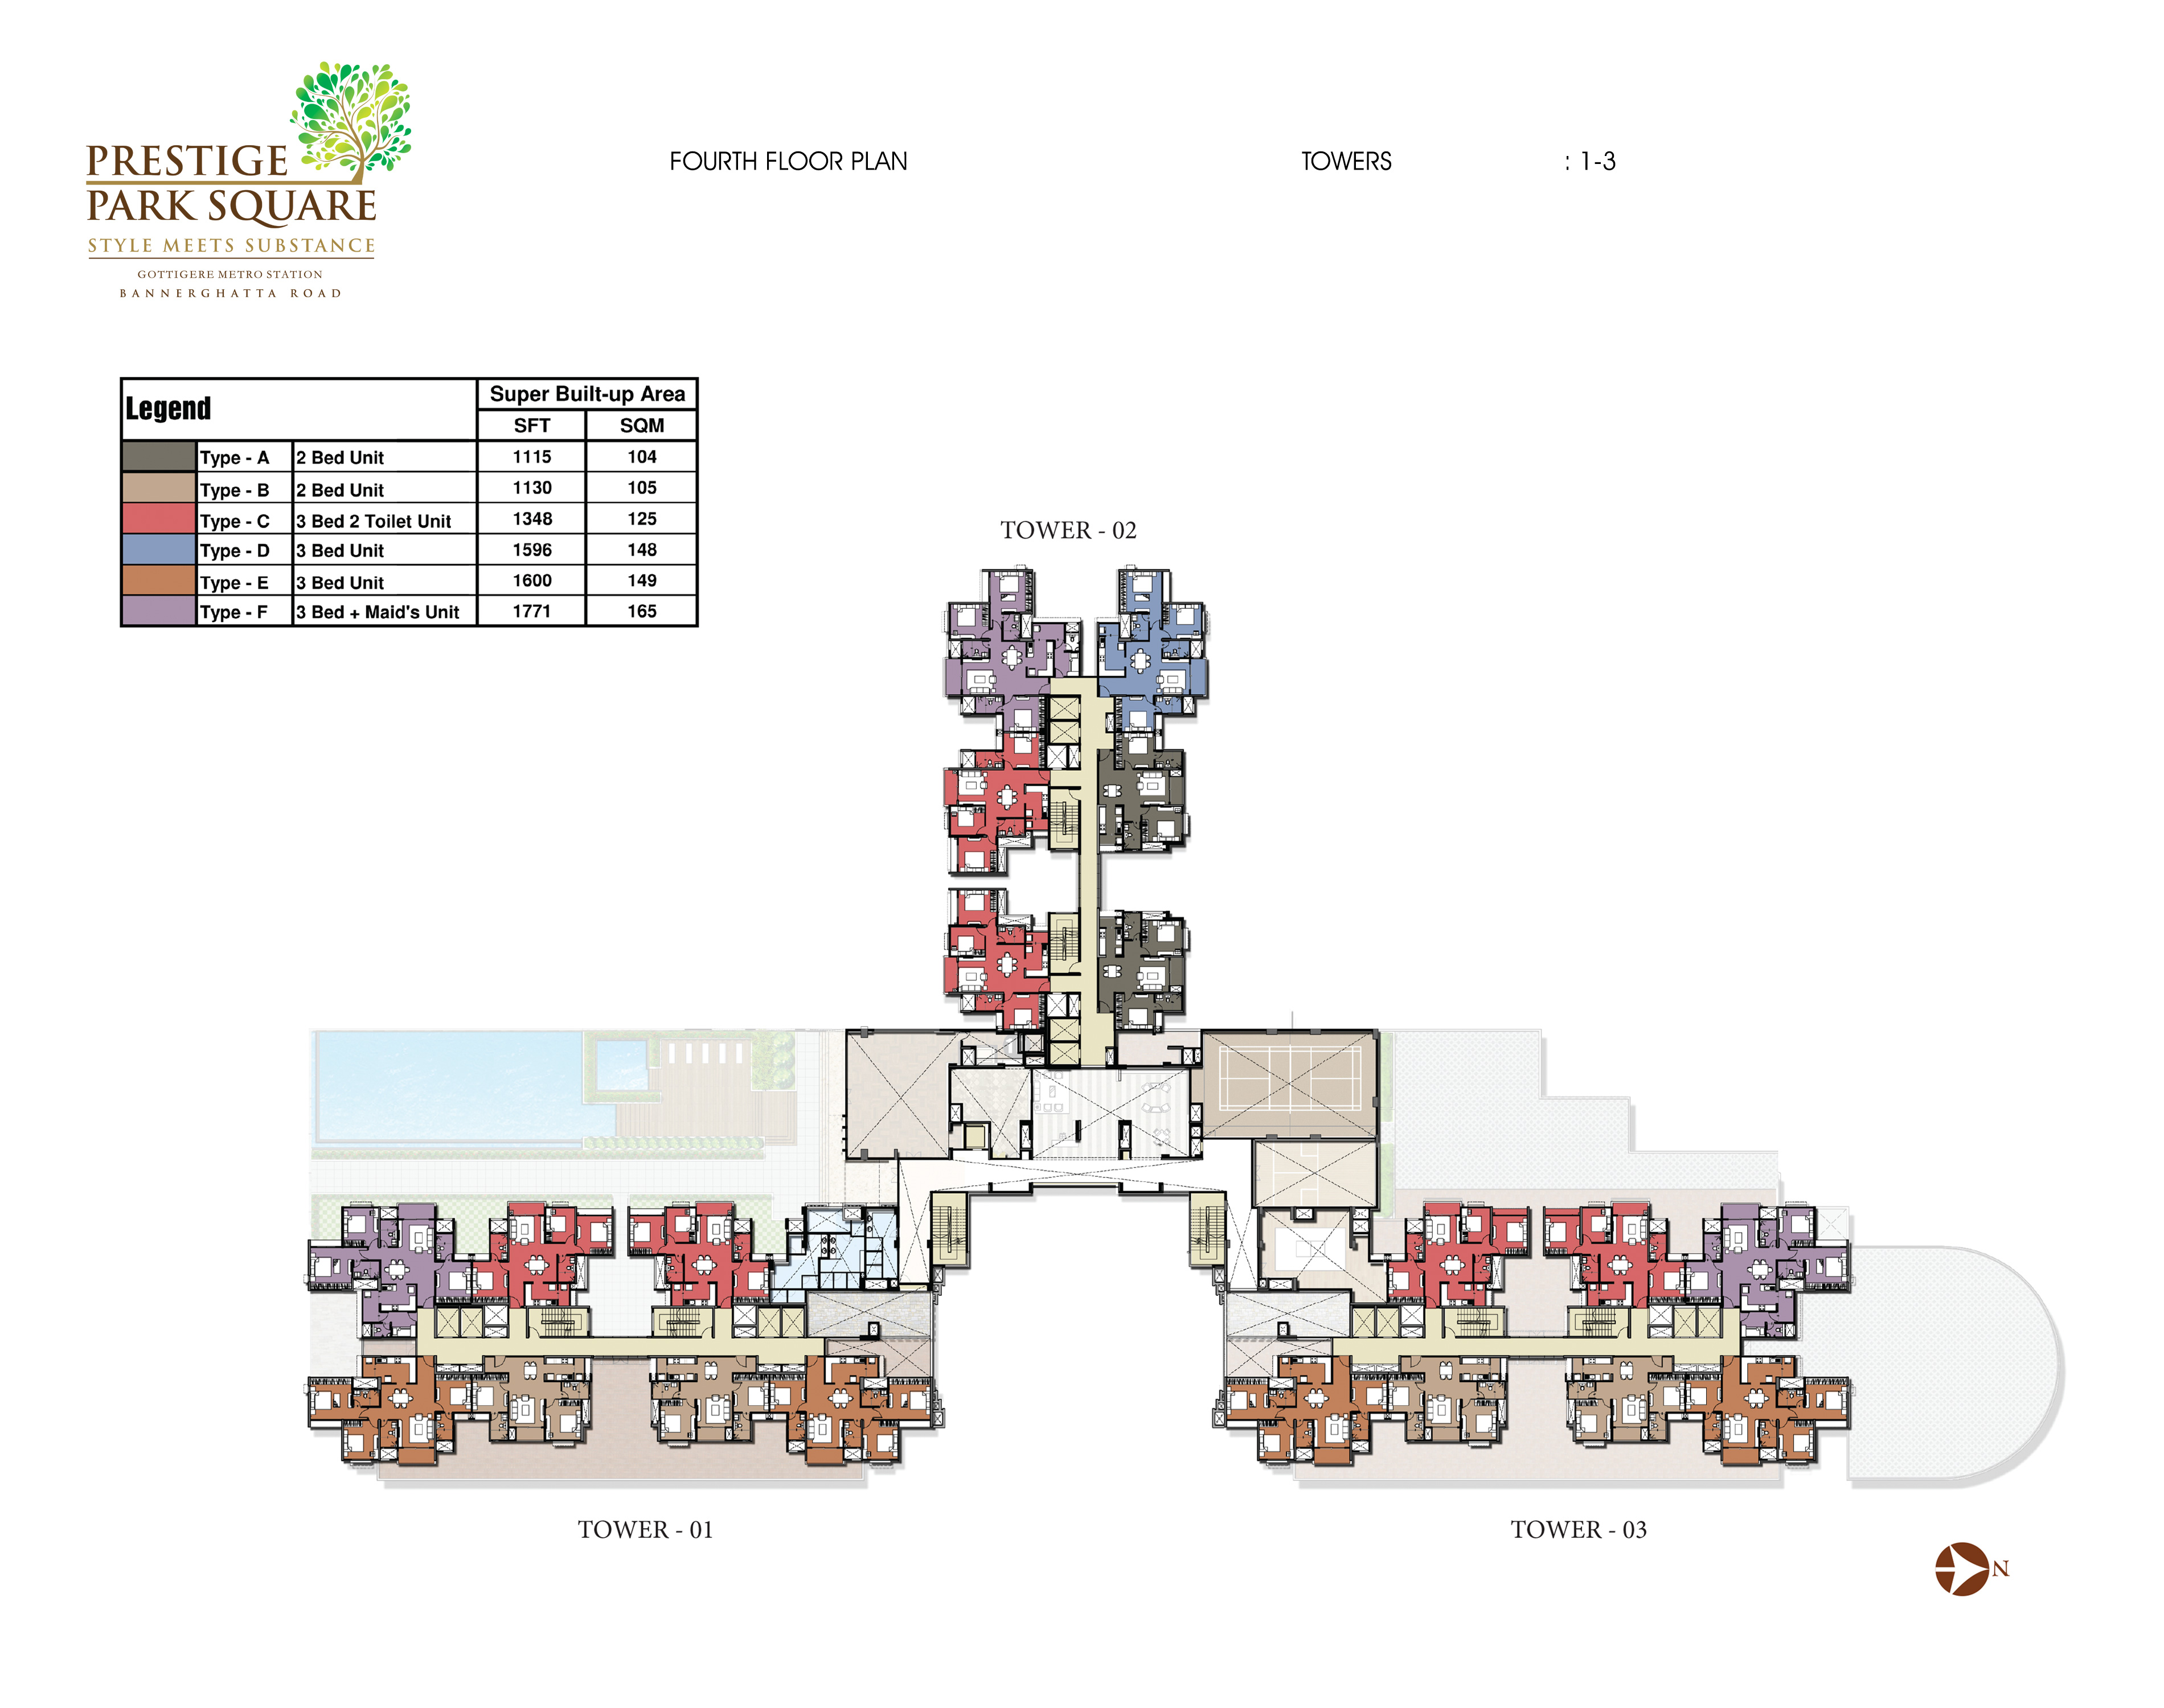 PRESTIGE
PARK SQUARE
STYLE MEETS SUBSTANCE
GOTTIGERE METRO STATION
BANNERGHATTA ROAD
FOURTH FLOOR PLAN TOWERS : 1-3
Legend Super Built-up Area
SFT SQM
Type - A 2 Bed Unit 1115 104
Type - B 2 Bed Unit 1130 105
Type - C 3 Bed 2 Toilet Unit 1348 125
Type - D 3 Bed Unit 1596 148
Type - E 3 Bed Unit 1600 149
Type - F 3 Bed + Maid's Unit 1771 165
TOWER - 02
TOWER - 01
TOWER - 03
N